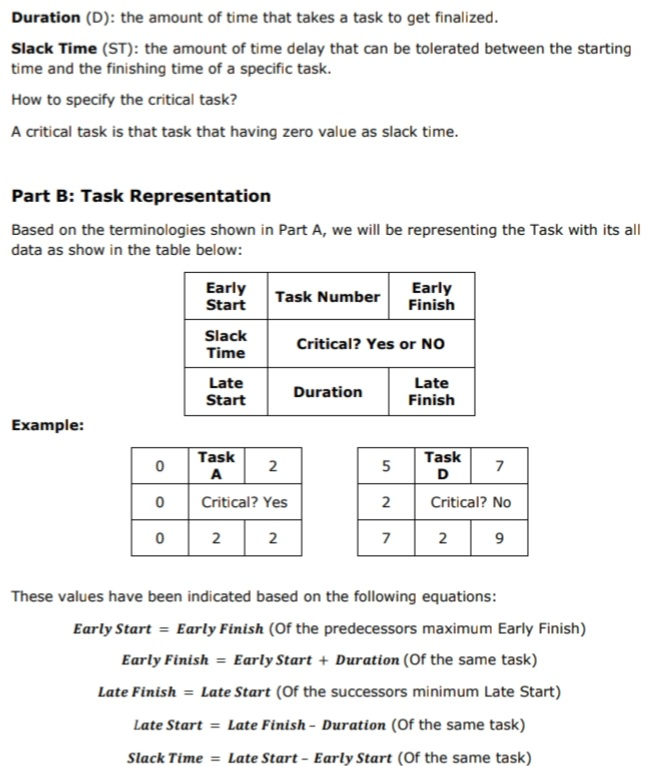 Duration (D): the amount of time that takes a task to get finalized.
Slack Time (ST): the amount of time delay that can be tolerated between the starting
time and the finishing time of a specific task.
How to specify the critical task?
A critical task is that task that having zero value as slack time.
Part B: Task Representation
Based on the terminologies shown in Part A, we will be representing the Task with its all
data as show in the table below:
Early Start Task Number Early Finish
Slack Time Critical? Yes or NO
Late Start Duration Late Finish
Example:
0 Task A 2 5 Task D 7
0 Critical? Yes 2 Critical? No
0 2 2 7 2 9
These values have been indicated based on the following equations:
Early Start = Early Finish (Of the predecessors maximum Early Finish)
Early Finish = Early Start + Duration (Of the same task)
Late Finish = Late Start (Of the successors minimum Late Start)
Late Start = Late Finish – Duration (Of the same task)
Slack Time = Late Start – Early Start (Of the same task)